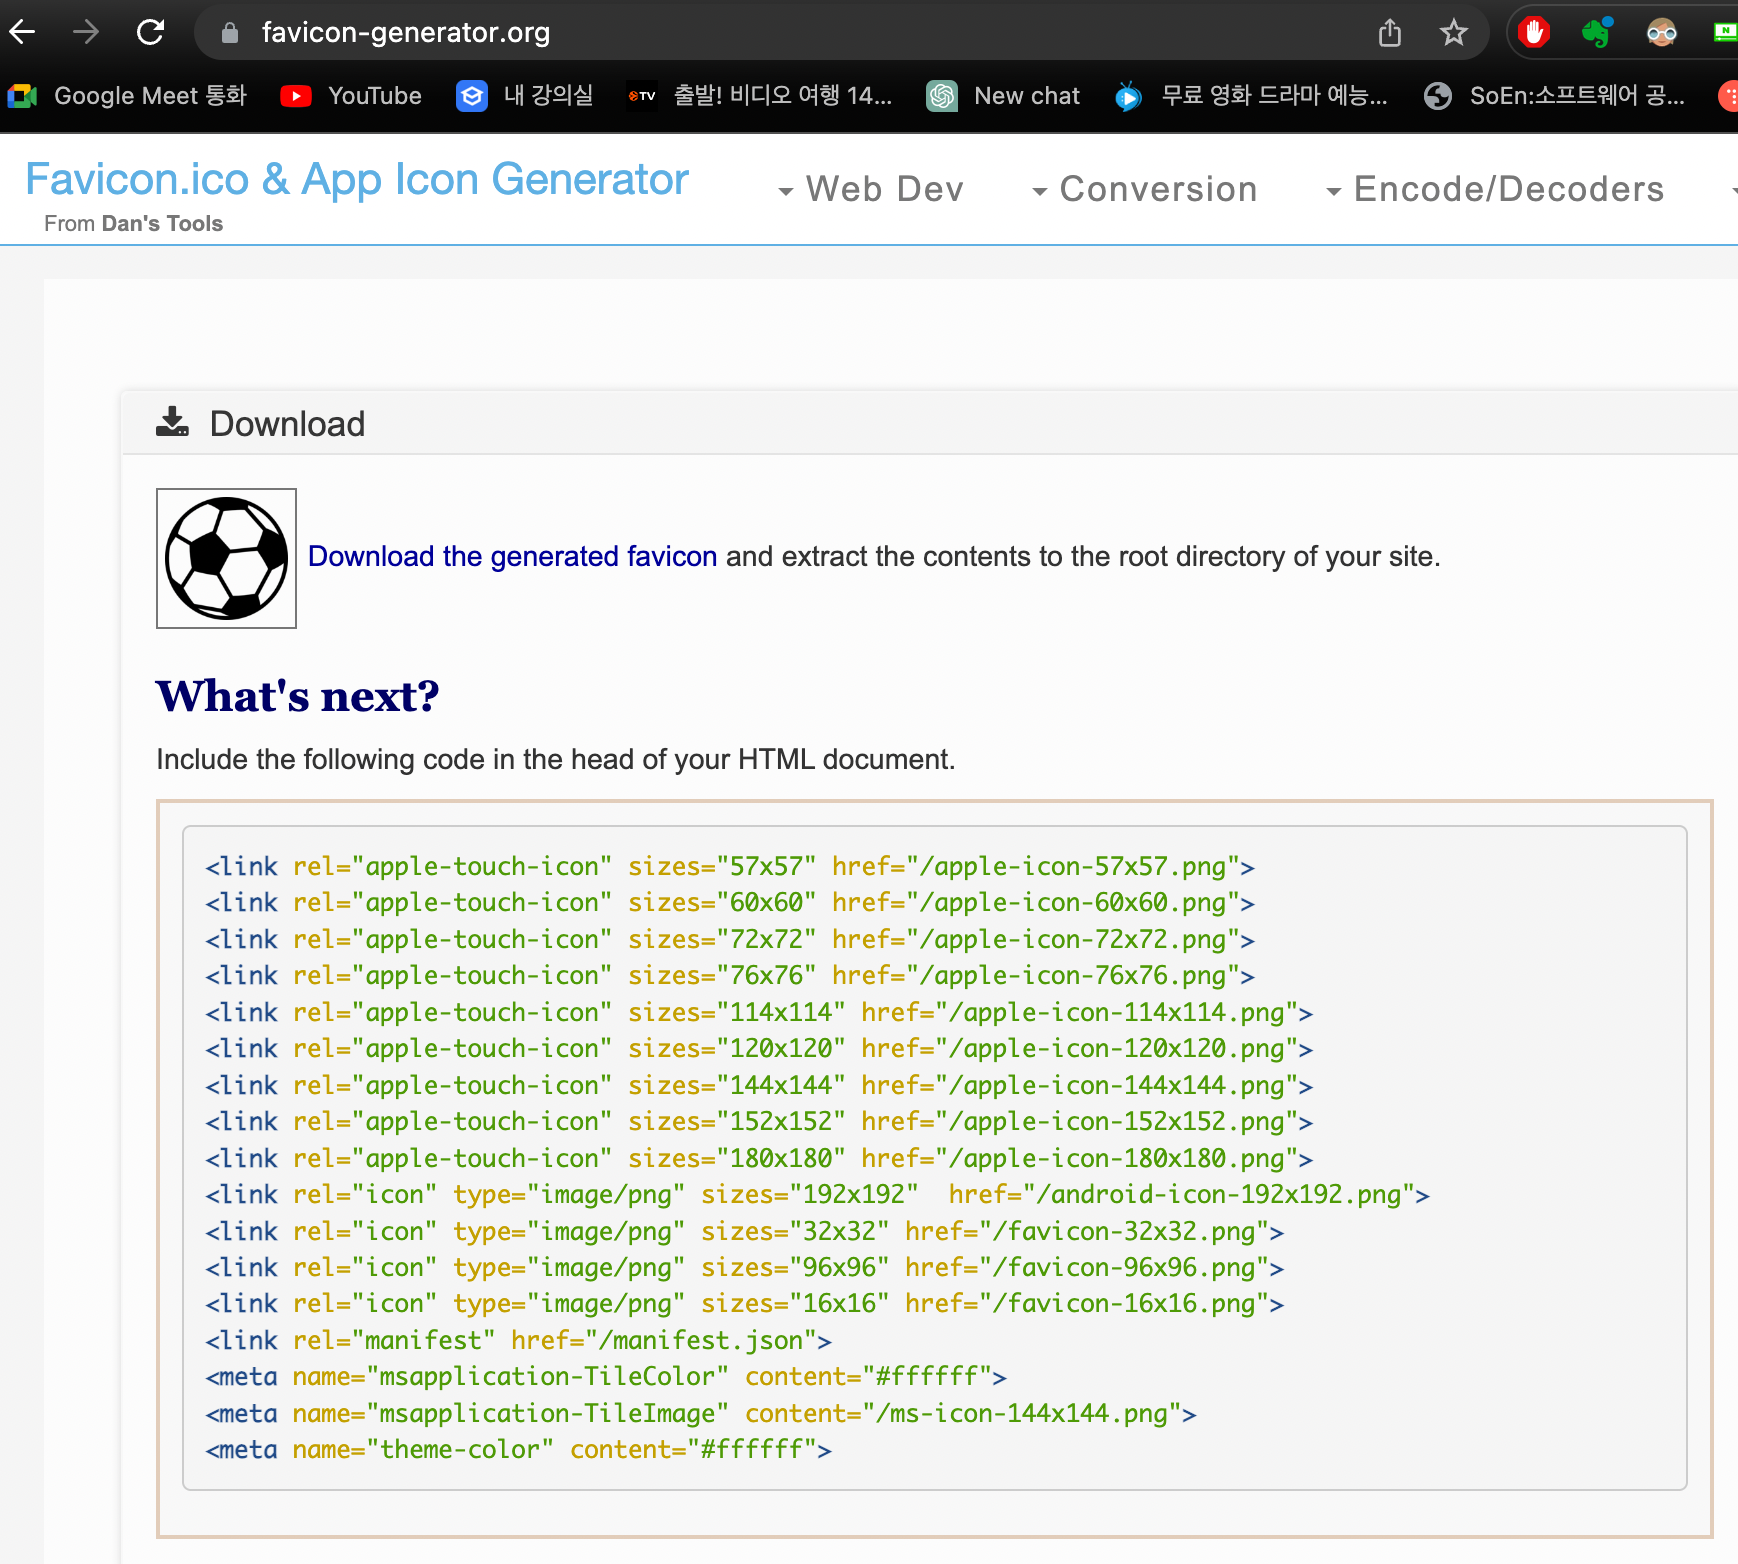 favicon-generator.org
Google Meet 통화 YouTube 내 강의실 TV 출발! 비디오 여행 14... New chat 무료 영화 드라마 예능... SoEn:소프트웨어 공...
Favicon.ico & App Icon Generator
From Dan's Tools
Web Dev Conversion Encode/Decoders
Download
Download the generated favicon and extract the contents to the root directory of your site.
What's next?
Include the following code in the head of your HTML document.
<link rel="apple-touch-icon" sizes="57x57" href="/apple-icon-57x57.png">
<link rel="apple-touch-icon" sizes="60x60" href="/apple-icon-60x60.png">
<link rel="apple-touch-icon" sizes="72x72" href="/apple-icon-72x72.png">
<link rel="apple-touch-icon" sizes="76x76" href="/apple-icon-76x76.png">
<link rel="apple-touch-icon" sizes="114x114" href="/apple-icon-114x114.png">
<link rel="apple-touch-icon" sizes="120x120" href="/apple-icon-120x120.png">
<link rel="apple-touch-icon" sizes="144x144" href="/apple-icon-144x144.png">
<link rel="apple-touch-icon" sizes="152x152" href="/apple-icon-152x152.png">
<link rel="apple-touch-icon" sizes="180x180" href="/apple-icon-180x180.png">
<link rel="icon" type="image/png" sizes="192x192"  href="/android-icon-192x192.png">
<link rel="icon" type="image/png" sizes="32x32" href="/favicon-32x32.png">
<link rel="icon" type="image/png" sizes="96x96" href="/favicon-96x96.png">
<link rel="icon" type="image/png" sizes="16x16" href="/favicon-16x16.png">
<link rel="manifest" href="/manifest.json">
<meta name="msapplication-TileColor" content="#ffffff">
<meta name="msapplication-TileImage" content="/ms-icon-144x144.png">
<meta name="theme-color" content="#ffffff">